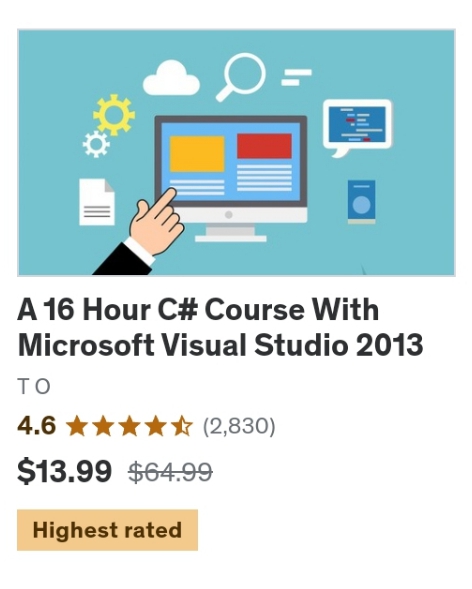 A 16 Hour C# Course With
Microsoft Visual Studio 2013
T O
4.6 (2,830)
$13.99 $64.99
Highest rated